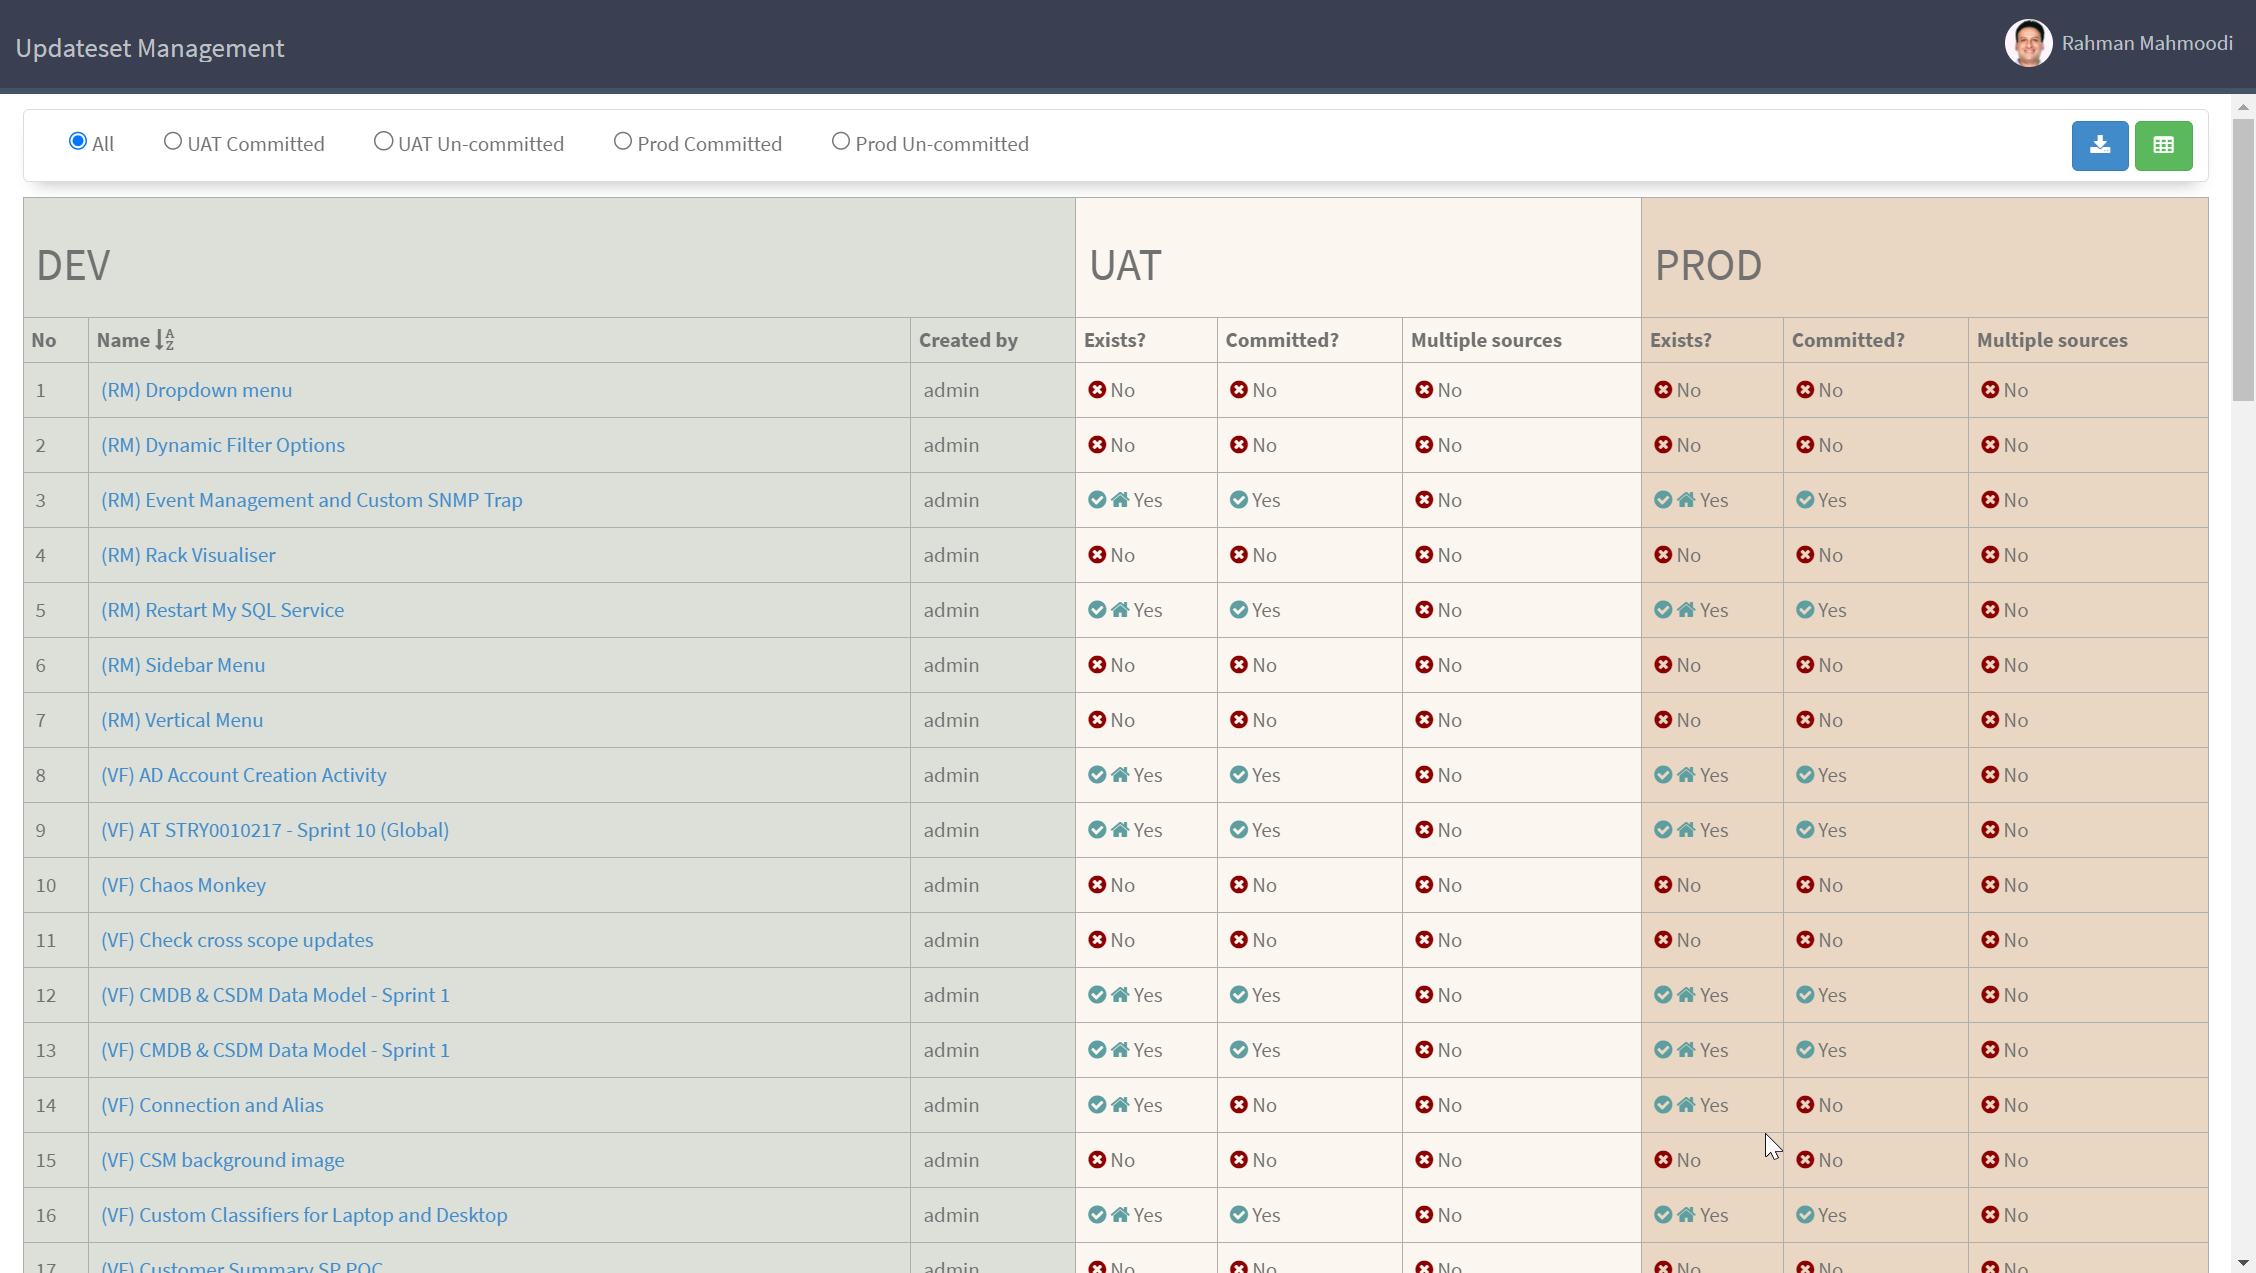 Updateset Management
Rahman Mahmoodi
All UAT Committed UAT Un-committed Prod Committed Prod Un-committed
DEV UAT PROD
No Name Created by Exists? Committed? Multiple sources Exists? Committed? Multiple sources
1 (RM) Dropdown menu admin No No No No No No
2 (RM) Dynamic Filter Options admin No No No No No No
3 (RM) Event Management and Custom SNMP Trap admin Yes Yes No Yes Yes No
4 (RM) Rack Visualiser admin No No No No No No
5 (RM) Restart My SQL Service admin Yes Yes No Yes Yes No
6 (RM) Sidebar Menu admin No No No No No No
7 (RM) Vertical Menu admin No No No No No No
8 (VF) AD Account Creation Activity admin Yes Yes No Yes Yes No
9 (VF) AT STRY0010217 - Sprint 10 (Global) admin Yes Yes No Yes Yes No
10 (VF) Chaos Monkey admin No No No No No No
11 (VF) Check cross scope updates admin No No No No No No
12 (VF) CMDB & CSDM Data Model - Sprint 1 admin Yes Yes No Yes Yes No
13 (VF) CMDB & CSDM Data Model - Sprint 1 admin Yes Yes No Yes Yes No
14 (VF) Connection and Alias admin Yes No No Yes No No
15 (VF) CSM background image admin No No No No No No
16 (VF) Custom Classifiers for Laptop and Desktop admin Yes Yes No Yes Yes No
17 (VF) Customer Summary SP POC admin No No No No No No